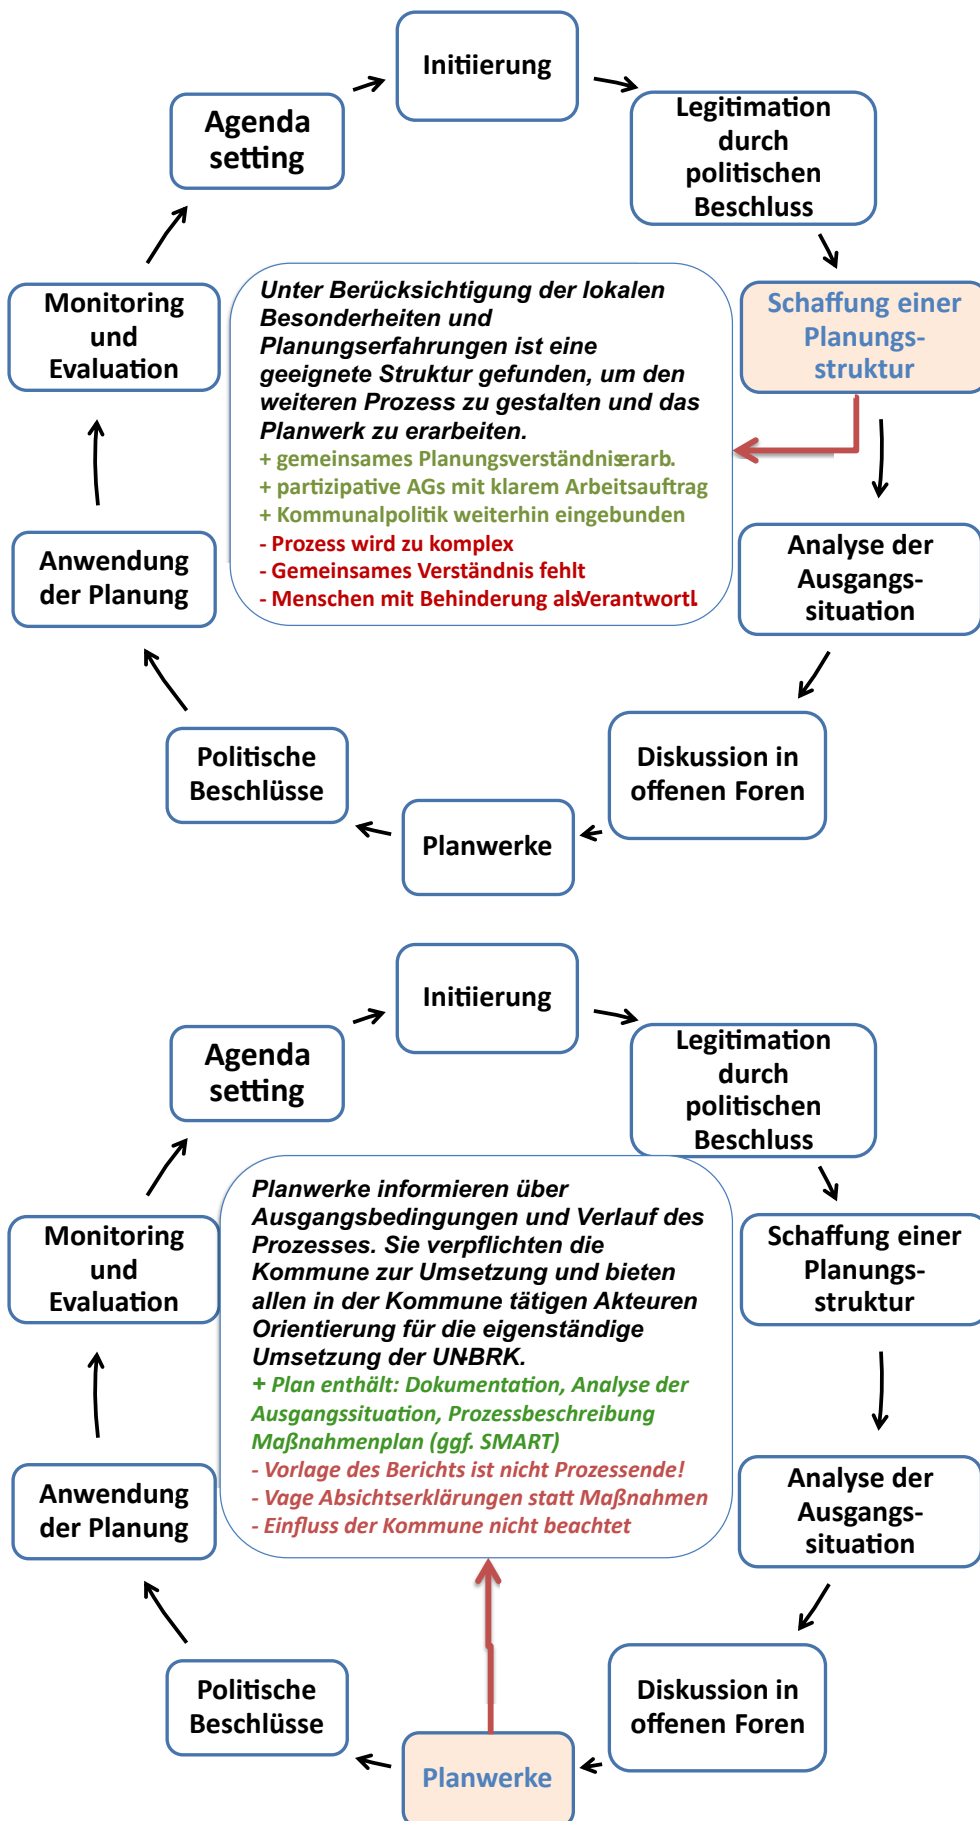 Initiierung
Agenda
setting
Legitimation
durch
politischen
Beschluss
Monitoring
und
Evaluation
Unter Berücksichtigung der lokalen
Besonderheiten und
Planungserfahrungen ist eine
geeignete Struktur gefunden, um den
weiteren Prozess zu gestalten und das
Planwerk zu erarbeiten.
+ gemeinsames Planungsverständnis erarb.
+ partizipative AGs mit klarem Arbeitsauftrag
+ Kommunalpolitik weiterhin eingebunden
- Prozess wird zu komplex
- Gemeinsames Verständnis fehlt
- Menschen mit Behinderung als Verantwortl.
Schaffung einer
Planungs-
struktur
Anwendung
der Planung
Analyse der
Ausgangs-
situation
Politische
Beschlüsse
Planwerke
Diskussion in
offenen Foren
Initiierung
Agenda
setting
Legitimation
durch
politischen
Beschluss
Monitoring
und
Evaluation
Planwerke informieren über
Ausgangsbedingungen und Verlauf des
Prozesses. Sie verpflichten die
Kommune zur Umsetzung und bieten
allen in der Kommune tätigen Akteuren
Orientierung für die eigenständige
Umsetzung der UN-BRK.
+ Plan enthält: Dokumentation, Analyse der
Ausgangssituation, Prozessbeschreibung
Maßnahmenplan (ggf. SMART)
- Vorlage des Berichts ist nicht Prozessende!
- Vage Absichtserklärungen statt Maßnahmen
- Einfluss der Kommune nicht beachtet
Schaffung einer
Planungs-
struktur
Anwendung
der Planung
Analyse der
Ausgangs-
situation
Politische
Beschlüsse
Planwerke
Diskussion in
offenen Foren